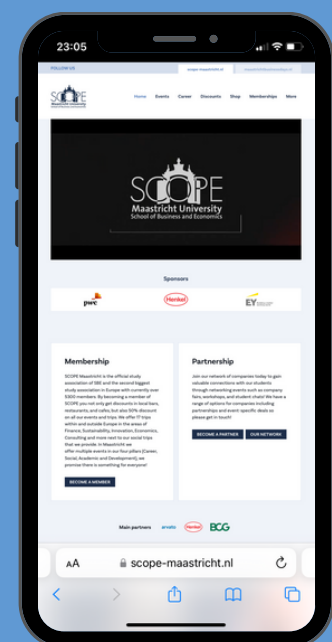 23:05
FOLLOW US
scope-maastricht.nl
SCOPE
Maastricht University
Home Events Career Discounts Shop Memberships More
SCOPE
Maastricht University
School of Business and Economics
Sponsors
pwc
Henkel
EY
Membership
SCOPE Maastricht is the official study
association of SBE and the second biggest
study association in Europe with currently over
5300 members. By becoming a member of
SCOPE you not only get discounts in local bars,
restaurants, and cafes, but also 50% discount
on all our events and trips. We offer 17 trips
within and outside Europe in the areas of
Finance, Sustainability, Innovation, Economics,
Consulting and more next to our social trips
that we provide. In Maastricht we
offer multiple events in our four pillars (Career,
Social, Academic and Development), we
promise there is something for everyone!
BECOME A MEMBER
Partnership
Join our network of companies today to gain
valuable connections with our students
through networking events such as company
fairs, workshops, and student chats! We have a
range of options for companies including
partnerships and event specific deals so
please get in touch!
BECOME A PARTNER
OUR NETWORK
Main partners
arvato
Henkel
BCG
AA
scope-maastricht.nl